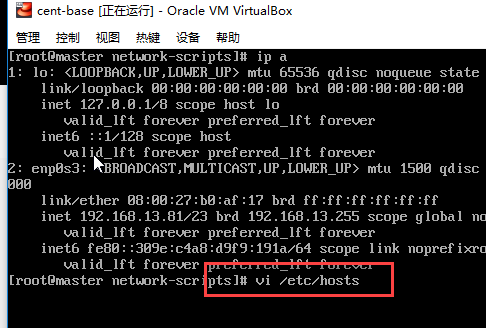 cent-base [正在运行] - Oracle VM VirtualBox
管理 控制 视图 热键 设备 帮助
[root@master network-scripts]# ip a
1: lo: <LOOPBACK,UP,LOWER_UP> mtu 65536 qdisc noqueue state
link/loopback 00:00:00:00:00:00 brd 00:00:00:00:00:00
inet 127.0.0.1/8 scope host lo
valid_lft forever preferred_lft forever
inet6 ::1/128 scope host
valid_lft forever preferred_lft forever
2: enp0s3: <BROADCAST,MULTICAST,UP,LOWER_UP> mtu 1500 qdisc
000
link/ether 08:00:27:b0:af:17 brd ff:ff:ff:ff:ff:ff
inet 192.168.13.81/23 brd 192.168.13.255 scope global no
valid_lft forever preferred_lft forever
inet6 fe80::309e:c4a8:d9f9:191a/64 scope link noprefixro
valid_lft forever preferred_lft forever
[root@master network-scripts]# vi /etc/hosts